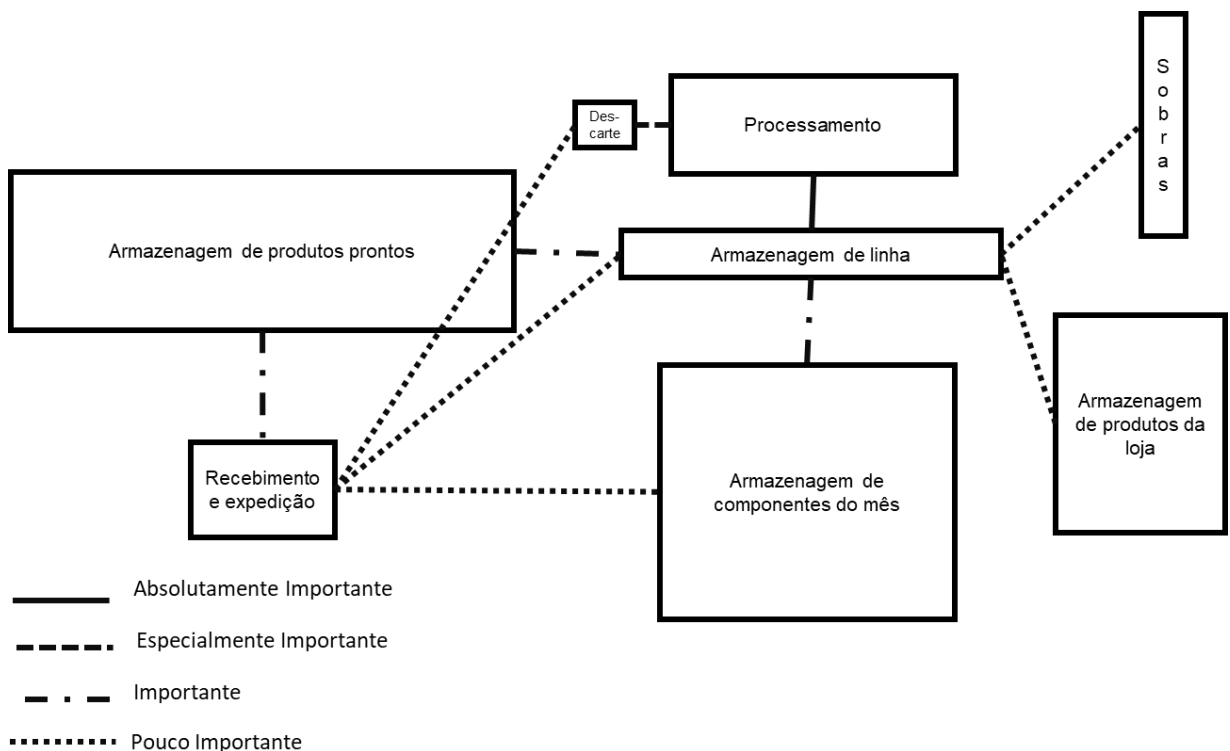 Des-
carte
Processamento
S
o
b
r
a
s
Armazenagem de produtos prontos
Armazenagem de linha
Armazenagem
de produtos da
loja
Recebimento
e expedição
Armazenagem de
componentes do mês
Absolutamente Importante
Especialmente Importante
Importante
Pouco Importante